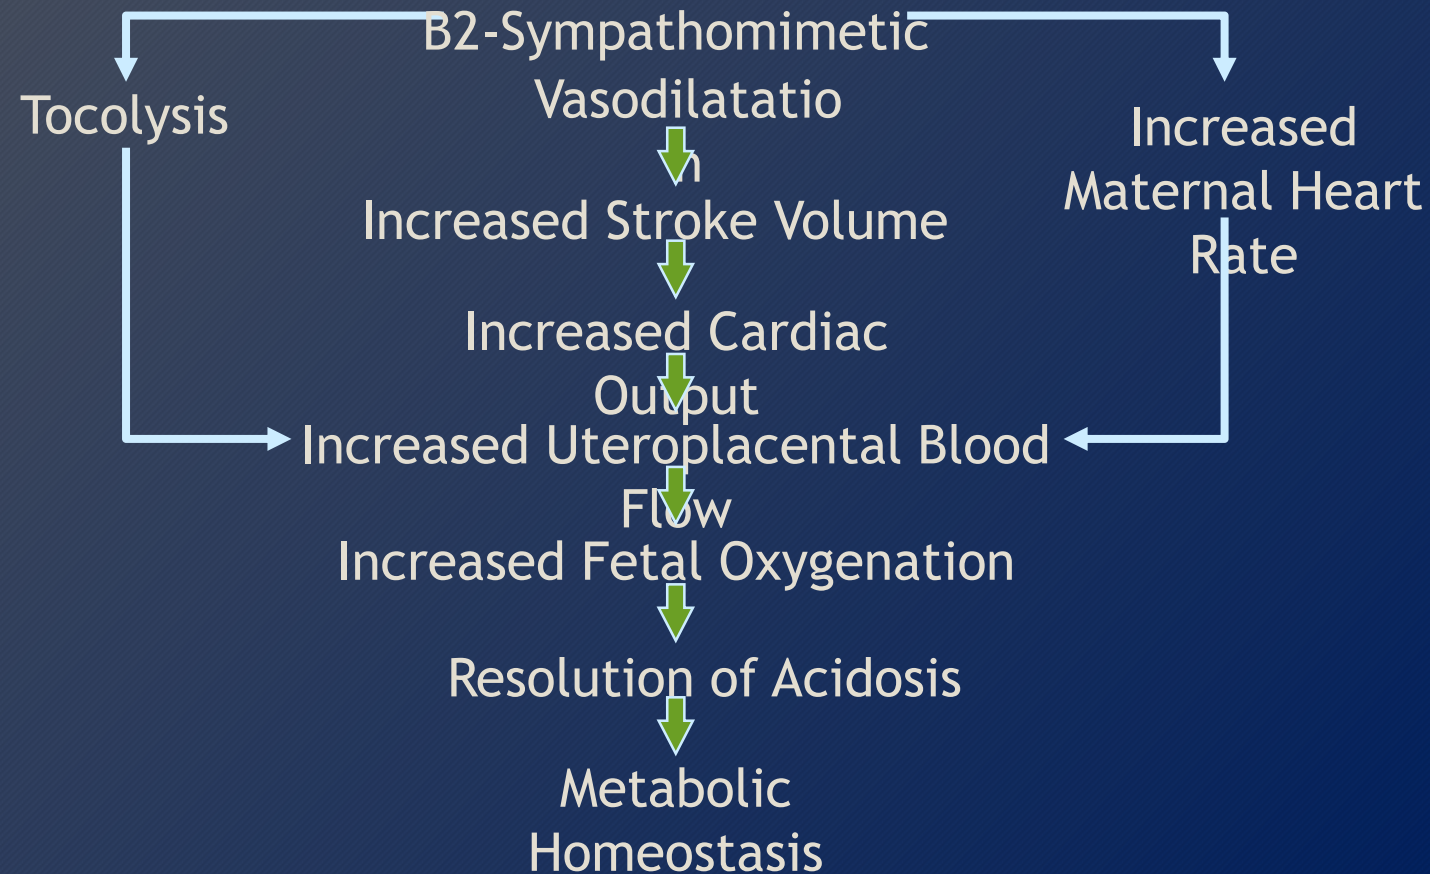 B2-Sympathomimetic
Vasodilatatio
n
Tocolysis
Increased
Maternal Heart
Rate
Increased Stroke Volume
Increased Cardiac
Output
Increased Uteroplacental Blood
Flow
Increased Fetal Oxygenation
Resolution of Acidosis
Metabolic
Homeostasis